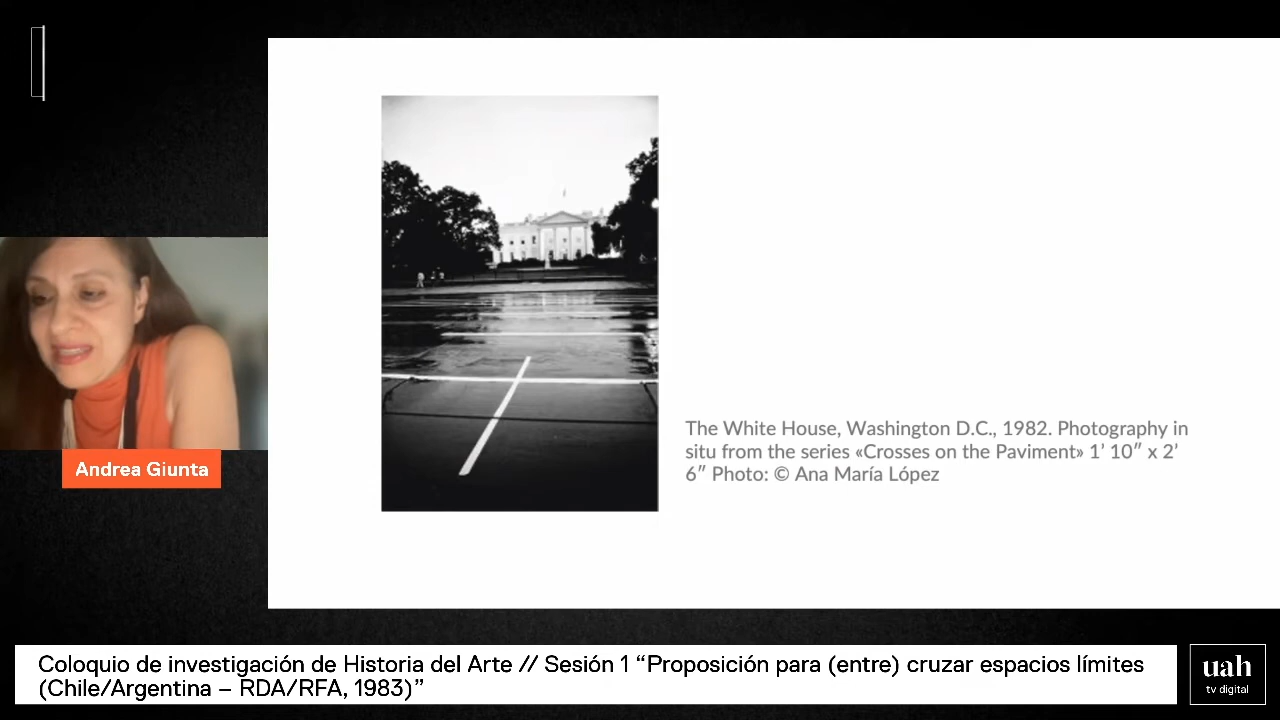 The White House, Washington D.C., 1982. Photography in
situ from the series «Crosses on the Paviment» 1’ 10” x 2’
6” Photo: © Ana María López
Andrea Giunta
Coloquio de investigación de Historia del Arte // Sesión 1 “Proposición para (entre) cruzar espacios límites
(Chile/Argentina – RDA/RFA, 1983)”
uah
tv digital